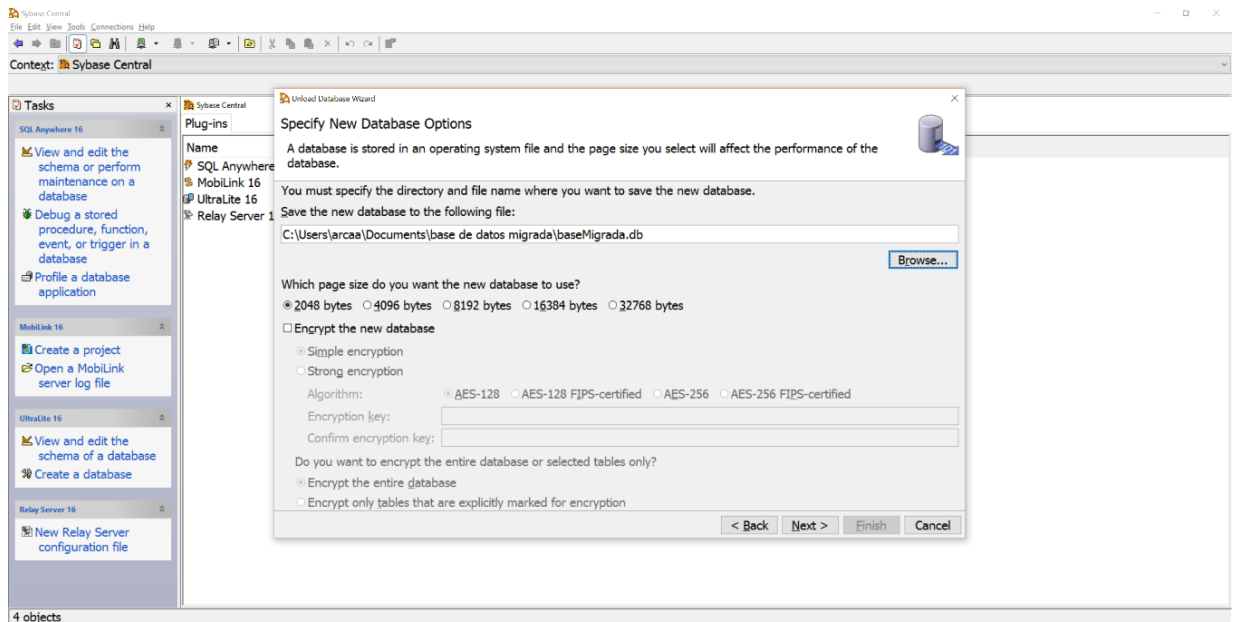 Sybase Central
File Edit View Tools Connections Help
Context: Sybase Central
Tasks
SQL Anywhere 16
View and edit the
schema or perform
maintenance on a
database
Debug a stored
procedure, function,
event, or trigger in a
database
Profile a database
application
MobiLink 16
Create a project
Open a MobiLink
server log file
UltraLite 16
View and edit the
schema of a database
Create a database
Relay Server 16
New Relay Server
configuration file
Sybase Central
Plug-ins
Name
SQL Anywhere
MobiLink 16
UltraLite 16
Relay Server 1
Unload Database Wizard
Specify New Database Options
A database is stored in an operating system file and the page size you select will affect the performance of the
database.
You must specify the directory and file name where you want to save the new database.
Save the new database to the following file:
C:\Users\arcaa\Documents\base de datos migrada\baseMigrada.db
Browse...
Which page size do you want the new database to use?
2048 bytes 4096 bytes 8192 bytes 16384 bytes 32768 bytes
Encrypt the new database
Simple encryption
Strong encryption
Algorithm: AES-128 AES-128 FIPS-certified AES-256 AES-256 FIPS-certified
Encryption key:
Confirm encryption key:
Do you want to encrypt the entire database or selected tables only?
Encrypt the entire database
Encrypt only tables that are explicitly marked for encryption
< Back Next > Finish Cancel
4 objects